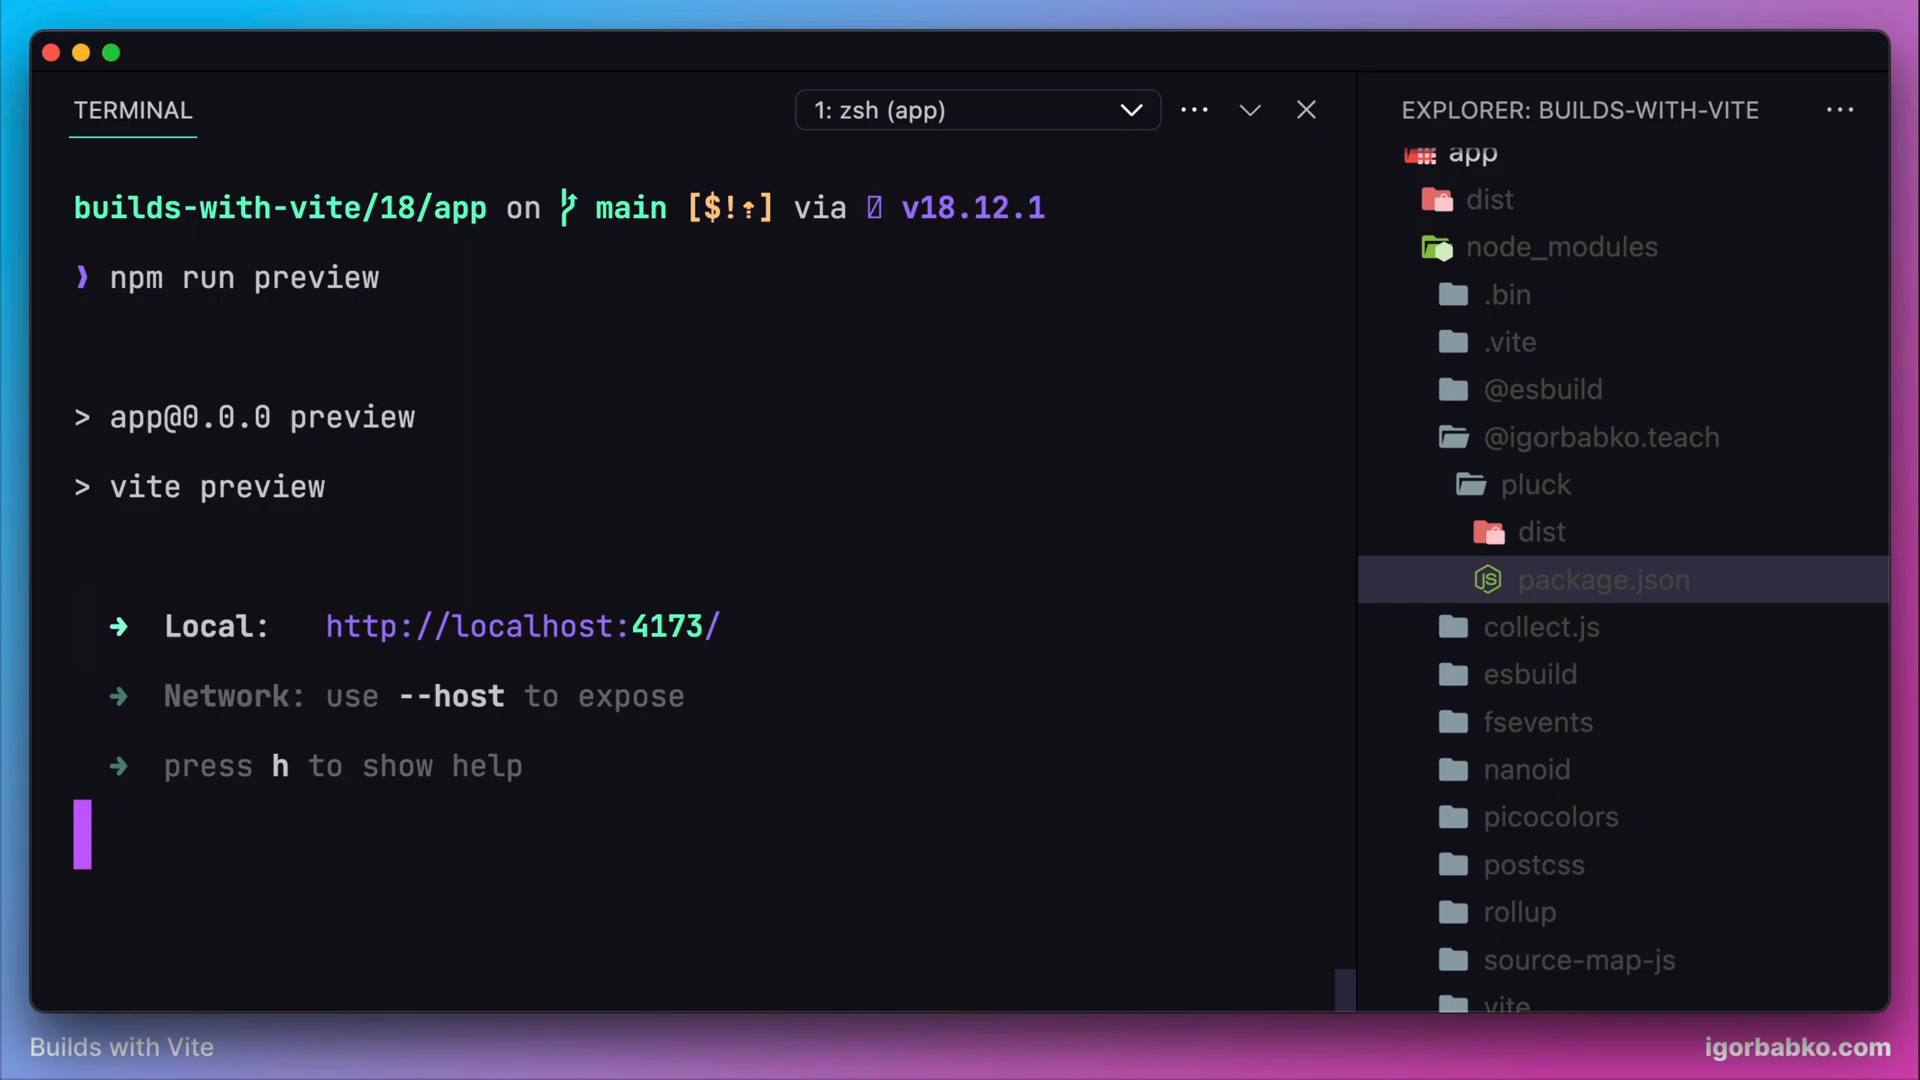 TERMINAL
1: zsh (app)
builds-with-vite/18/app on main [$!⇡] via v18.12.1
❯ npm run preview
> app@0.0.0 preview
> vite preview
➜ Local: http://localhost:4173/
➜ Network: use --host to expose
➜ press h to show help
EXPLORER: BUILDS-WITH-VITE
app
dist
node_modules
.bin
.vite
@esbuild
@igorbabko.teach
pluck
dist
package.json
collect.js
esbuild
fsevents
nanoid
picocolors
postcss
rollup
source-map-js
vite
Builds with Vite
igorbabko.com